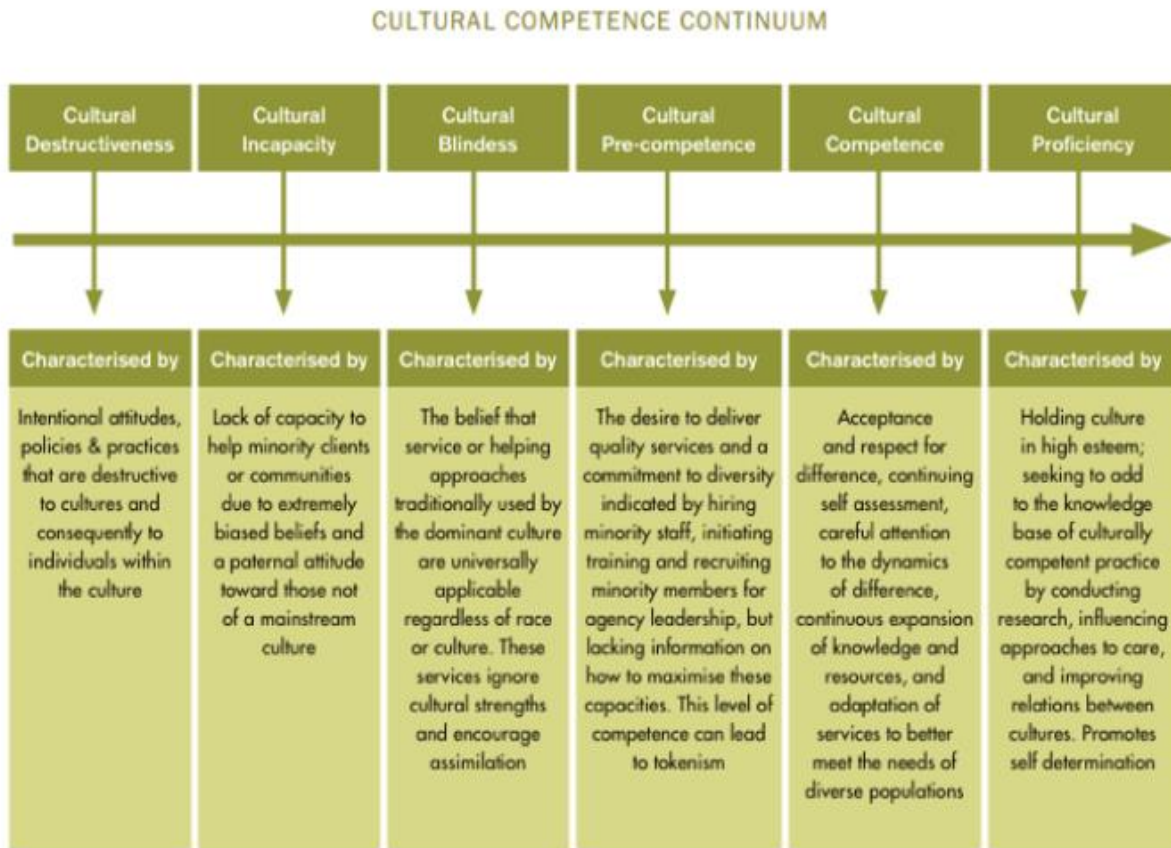 CULTURAL COMPETENCE CONTINUUM
Cultural
Destructiveness
Cultural
Incapacity
Cultural
Blindess
Cultural
Pre-competence
Cultural
Competence
Cultural
Proficiency
Characterised by
Intentional attitudes,
policies & practices
that are destructive
to cultures and
consequently to
individuals within
the culture
Characterised by
Lack of capacity to
help minority clients
or communities
due to extremely
biased beliefs and
a paternal attitude
toward those not
of a mainstream
culture
Characterised by
The belief that
service or helping
approaches
traditionally used by
the dominant culture
are universally
applicable
regardless of race
or culture. These
services ignore
cultural strengths
and encourage
assimilation
Characterised by
The desire to deliver
quality services and a
commitment to diversity
indicated by hiring
minority staff, initiating
training and recruiting
minority members for
agency leadership, but
lacking information on
how to maximise these
capacities. This level of
competence can lead
to tokenism
Characterised by
Acceptance
and respect for
difference, continuing
self assessment,
careful attention
to the dynamics
of difference,
continuous expansion
of knowledge and
resources, and
adaptation of
services to better
meet the needs of
diverse populations
Characterised by
Holding culture
in high esteem;
seeking to add
to the knowledge
base of culturally
competent practice
by conducting
research, influencing
approaches to care,
and improving
relations between
cultures. Promotes
self determination